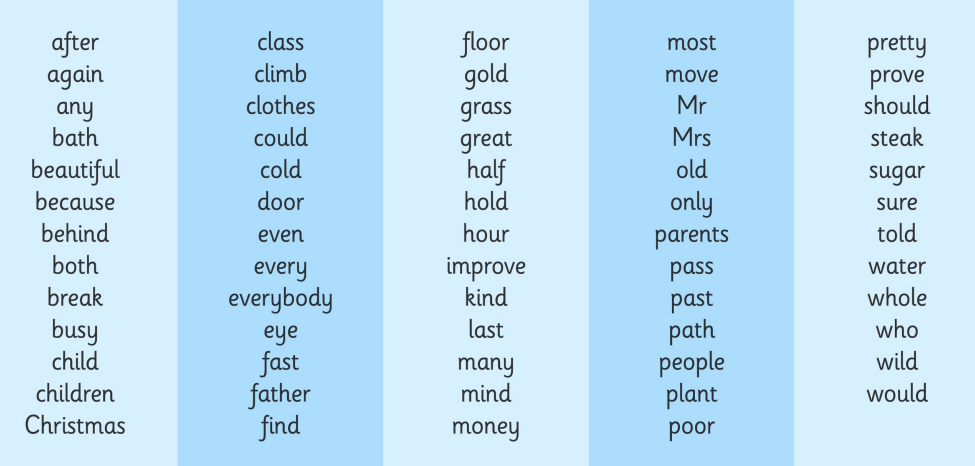 after
again
any
bath
beautiful
because
behind
both
break
busy
child
children
Christmas
class
climb
clothes
could
cold
door
even
every
everybody
eye
fast
father
find
floor
gold
grass
great
half
hold
hour
improve
kind
last
many
mind
money
most
move
Mr
Mrs
old
only
parents
pass
past
path
people
plant
poor
pretty
prove
should
steak
sugar
sure
told
water
whole
who
wild
would